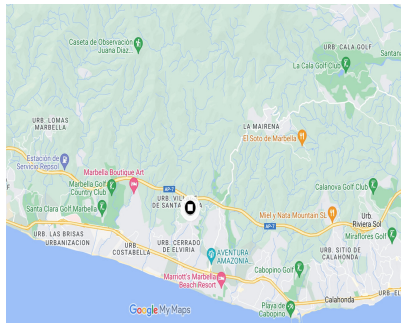 Caseta de Observación
Juana Díaz...
URB. CALA GOLF
La Cala Golf Club
Santana
URB. LOMAS
MARBELLA
LA MAIRENA
El Soto de Marbella
Estación de
Servicio Repsol
Marbella Boutique Art
Marbella Golf
Country Club
AP-7
Calanova Golf Club
Santa Clara Golf Marbella
URB.
DE SANTA
Miel y Nata Mountain SL
Urb.
Riviera Sol
AP-7
Miraflores Golf
URB. LAS BRISAS
URBANIZACION
URB.
COSTABELLA
URB. CERRADO
DE ELVIRIA
AVENTURA
AMAZONIA
URB. SITIO DE
CALAHONDA
Cabopino Golf
Marriott's Marbella
Beach Resort
EL FARO
Google My Maps
Playa de
Cabopino
Calahonda